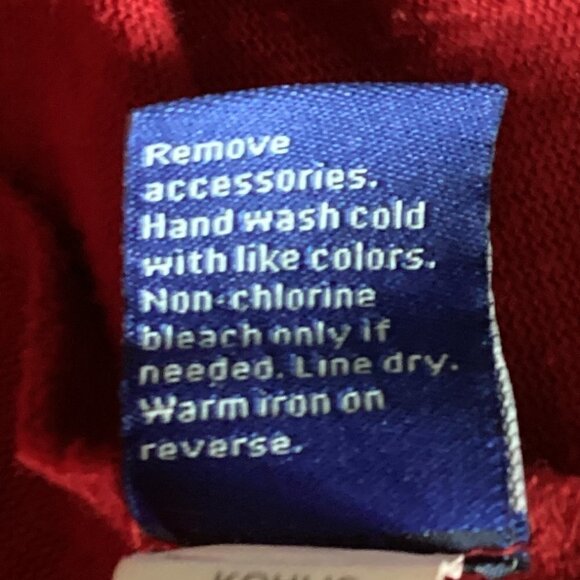 Remove
accessories.
Hand wash cold
with like colors.
Non-chlorine
bleach only if
needed. Line dry.
Warm iron on
reverse.